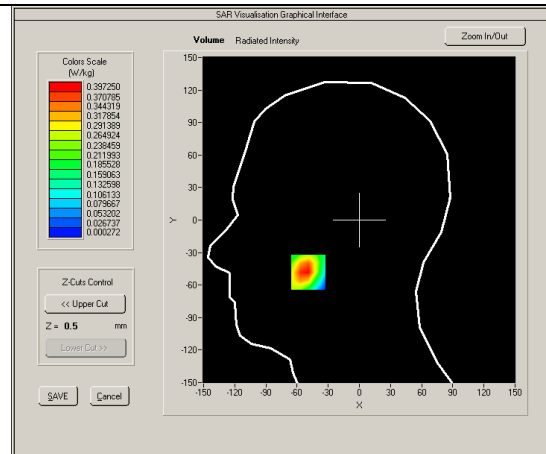 SAR Visualisation Graphical Interface
Volume Radiated Intensity
Zoom In/Out
Colors Scale
(W/kg)
0.397250
0.370785
0.344319
0.317854
0.291389
0.264924
0.238459
0.211993
0.185528
0.159063
0.132598
0.106133
0.079667
0.053202
0.026737
0.000272
Z-Cuts Control
<< Upper Cut
Z = 0.5 mm
Lower Cut >>
SAVE Cancel
150
120
90
60
30
0
-30
-60
-90
-120
-150
Y
-150 -120 -90 -60 -30 0 30 60 90 120 150
X